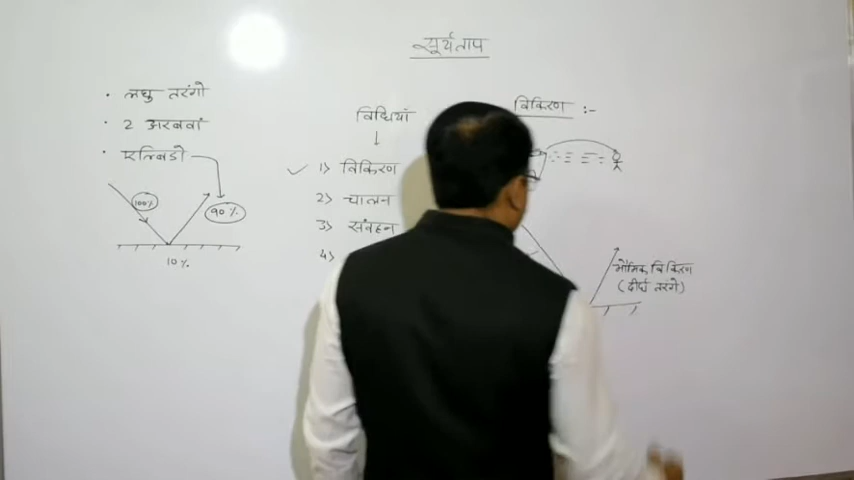 सूर्यताप
• लघु तरंगो
• 2 अरबवां
• एल्बिडो
100%
90%
10%
विधियाँ
1) विकिरण
2) चालन
3) संवहन
4)
विकिरण :-
भौमिक विकिरण
(दीर्घ तरंगे)